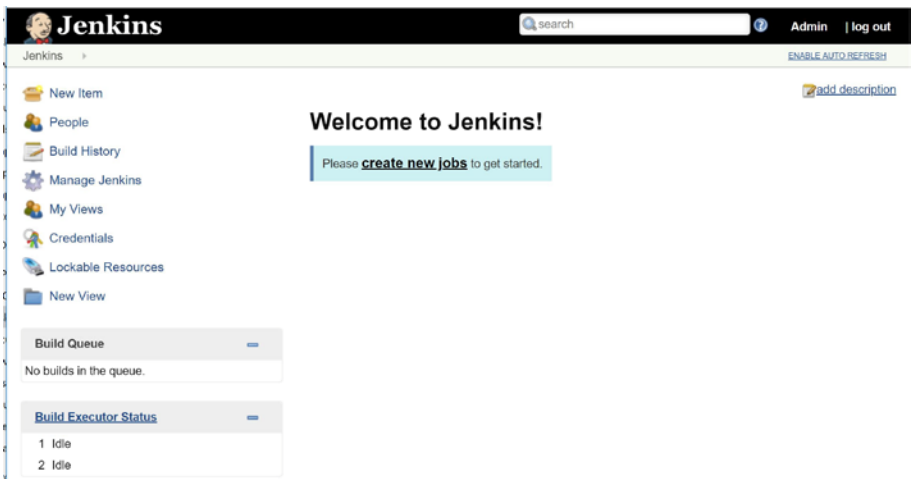 Jenkins
search
Admin | log out
Jenkins
ENABLE AUTO REFRESH
New Item
People
Build History
Manage Jenkins
My Views
Credentials
Lockable Resources
New View
add description
Welcome to Jenkins!
Please create new jobs to get started.
Build Queue
No builds in the queue.
Build Executor Status
1 Idle
2 Idle